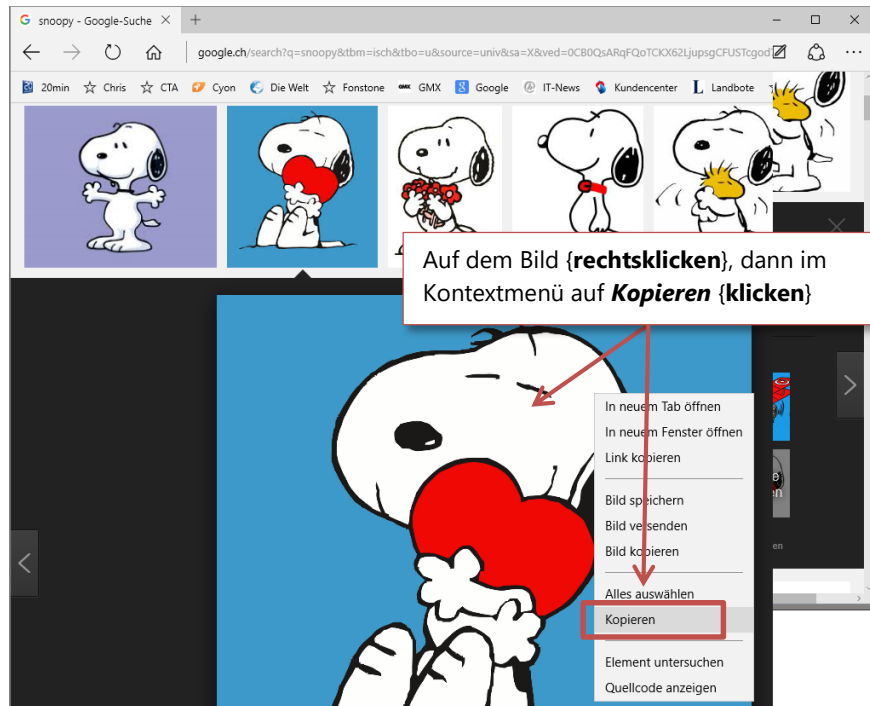 snoopy - Google-Suche
google.ch/search?q=snoopy&tbm=isch&tbo=u&source=univ&sa=X&ved=0CB0QsARqFQoTCKX62LjupsgCFUSTcgod
20min Chris CTA Cyon Die Welt Fonstone GMX GMX Google IT-News Kundencenter L Landbote
Auf dem Bild {rechtsklicken}, dann im
Kontextmenü auf Kopieren {klicken}
In neuem Tab öffnen
In neuem Fenster öffnen
Link kopieren
Bild speichern
Bild versenden
Bild kopieren
Alles auswählen
Kopieren
Element untersuchen
Quellcode anzeigen
e
en
en